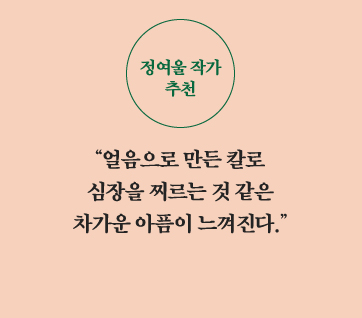 정여울 작가
추천
“얼음으로 만든 칼로
심장을 찌르는 것 같은
차가운 아픔이 느껴진다.”